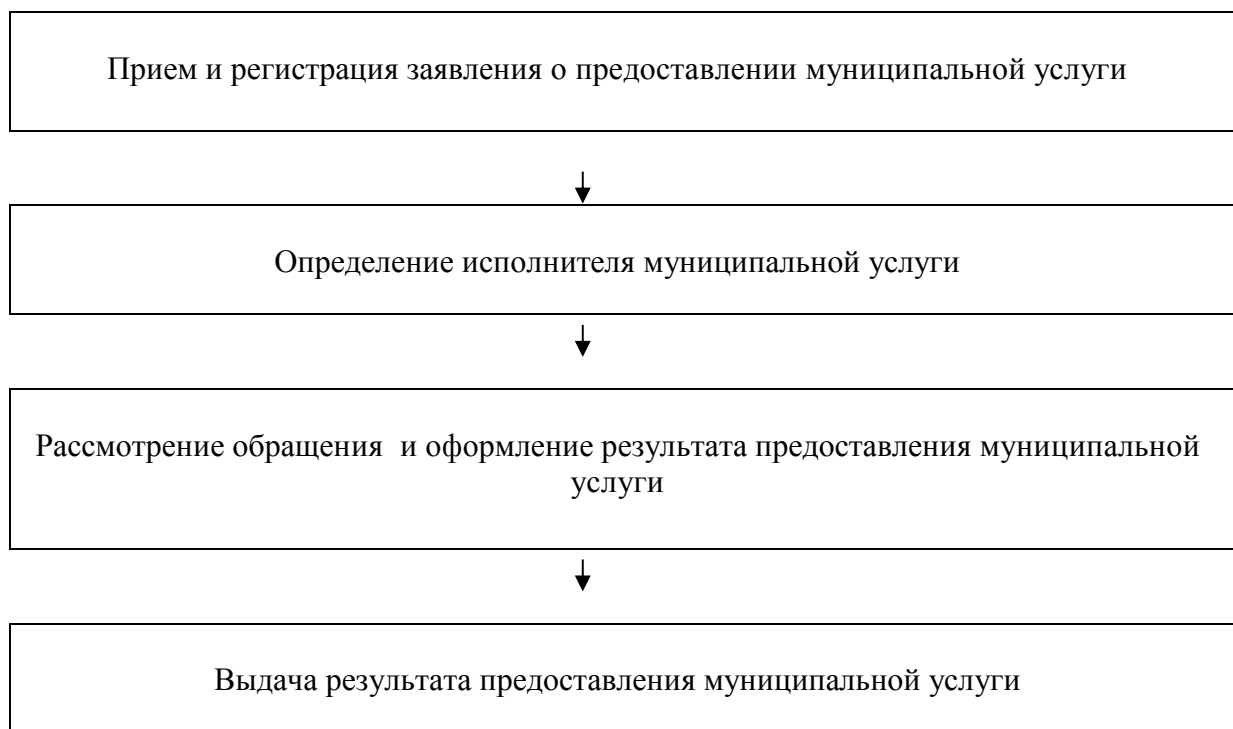 Прием и регистрация заявления о предоставлении муниципальной услуги
Определение исполнителя муниципальной услуги
Рассмотрение обращения  и оформление результата предоставления муниципальной
услуги
Выдача результата предоставления муниципальной услуги